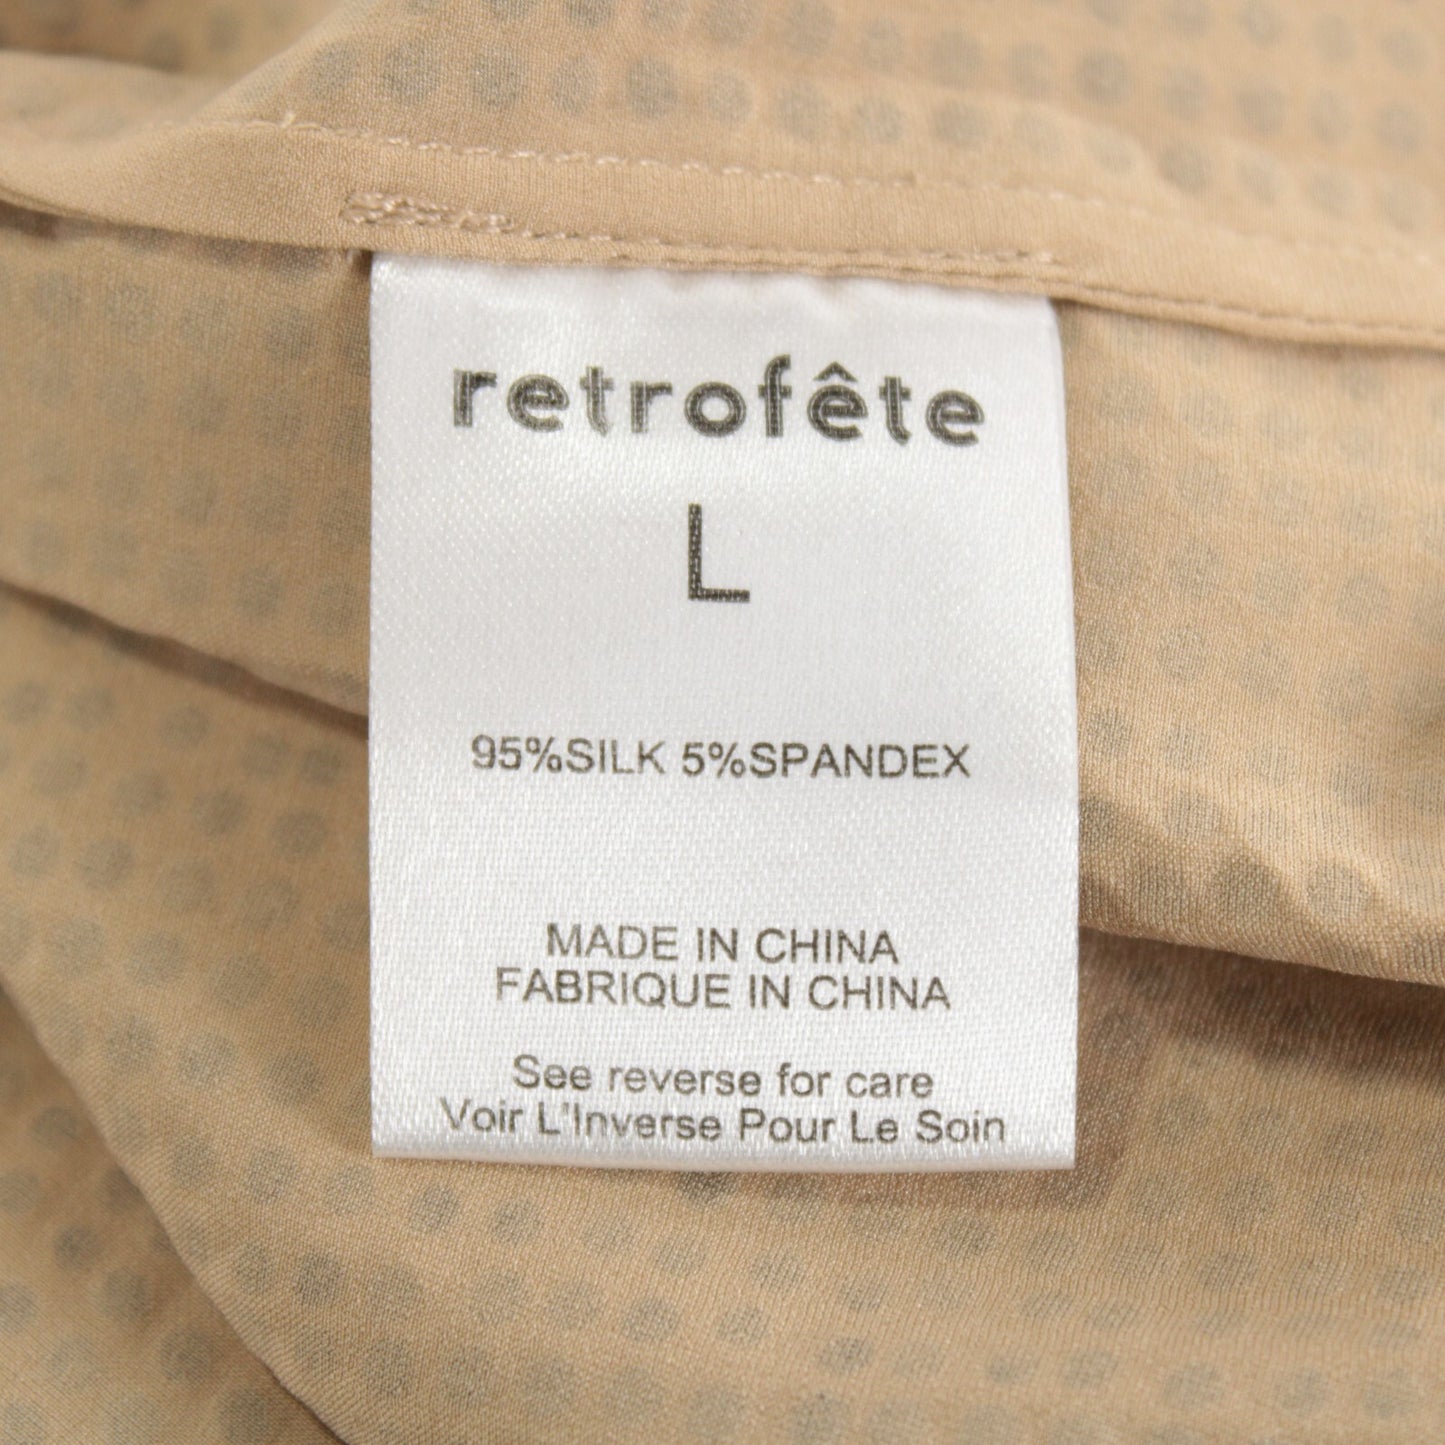 retrofête
L
95%SILK 5%SPANDEX
MADE IN CHINA
FABRIQUE IN CHINA
See reverse for care
Voir L'Inverse Pour Le Soin